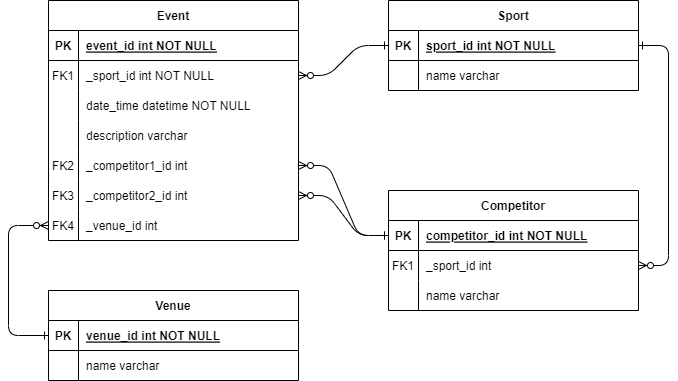 Event
PK event_id int NOT NULL
FK1 _sport_id int NOT NULL
date_time datetime NOT NULL
description varchar
FK2 _competitor1_id int
FK3 _competitor2_id int
FK4 _venue_id int
Sport
PK sport_id int NOT NULL
name varchar
Competitor
PK competitor_id int NOT NULL
FK1 _sport_id int
name varchar
Venue
PK venue_id int NOT NULL
name varchar